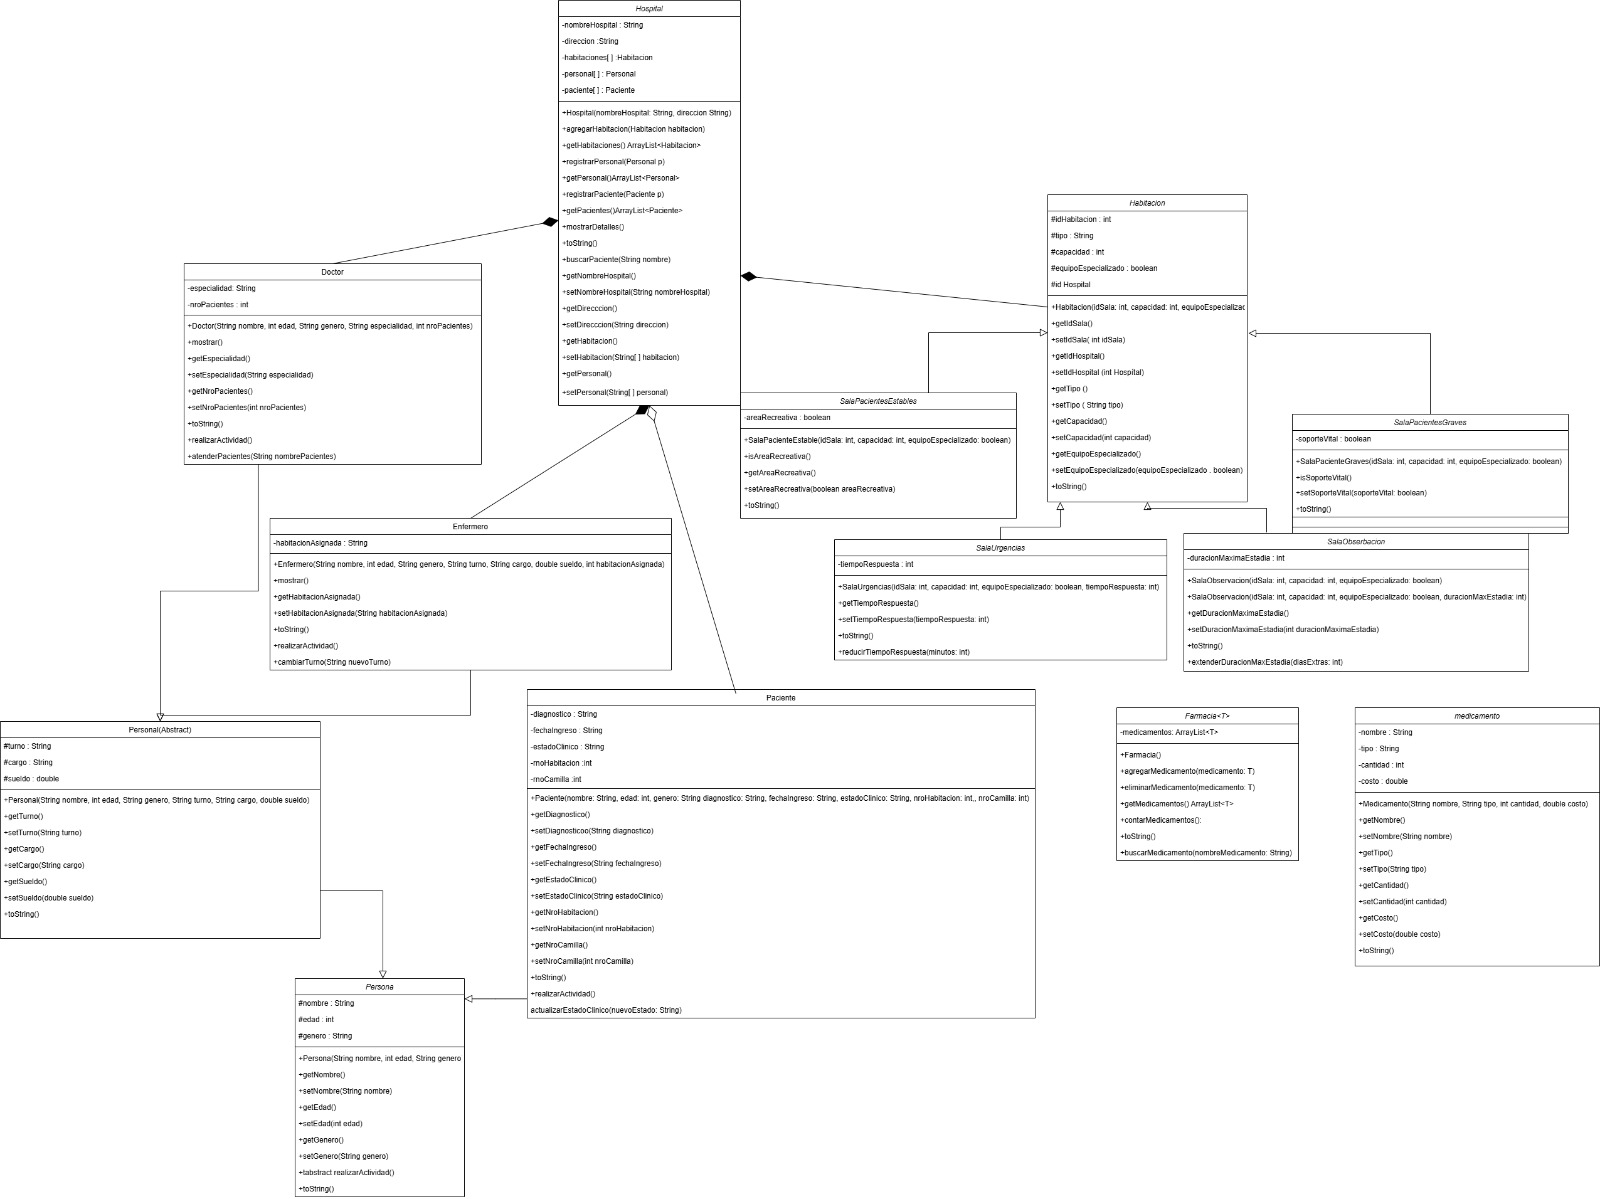 Hospital
-nombreHospital : String
-direccion :String
-habitaciones[ ] :Habitacion
-personal[ ] : Personal
-paciente[ ] : Paciente
+Hospital(nombreHospital: String, direccion String)
+agregarHabitacion(Habitacion habitacion)
+getHabitaciones() ArrayList<Habitacion>
+registrarPersonal(Personal p)
+getPersonal()ArrayList<Personal>
+registrarPaciente(Paciente p)
+getPacientes()ArrayList<Paciente>
+mostrarDetalles()
+toString()
+buscarPaciente(String nombre)
+getNombreHospital()
+setNombreHospital(String nombreHospital)
+getDirecccion()
+setDirecccion(String direccion)
+getHabitacion()
+setHabitacion(String[ ] habitacion)
+getPersonal()
+setPersonal(String[ ] personal)
Doctor
-especialidad: String
-nroPacientes : int
+Doctor(String nombre, int edad, String genero, String especialidad, int nroPacientes)
+mostrar()
+getEspecialidad()
+setEspecialidad(String especialidad)
+getNroPacientes()
+setNroPacientes(int nroPacientes)
+toString()
+realizarActividad()
+atenderPacientes(String nombrePacientes)
Habitacion
#idHabitacion : int
#tipo : String
#capacidad : int
#equipoEspecializado : boolean
#id Hospital
+Habitacion(idSala: int, capacidad: int, equipoEspecializad
+getIdSala()
+setIdSala( int idSala)
+getIdHospital()
+setIdHospital (int Hospital)
+getTipo ()
+setTipo ( String tipo)
+getCapacidad()
+setCapacidad(int capacidad)
+getEquipoEspecializado()
+setEquipoEspecializado(equipoEspecializado . boolean)
+toString()
SalaPacientesEstables
-areaRecreativa : boolean
+SalaPacienteEstable(idSala: int, capacidad: int, equipoEspecializado: boolean)
+isAreaRecreativa()
+getAreaRecreativa()
+setAreaRecreativa(boolean areaRecreativa)
+toString()
SalaPacientesGraves
-soporteVital : boolean
+SalaPacienteGraves(idSala: int, capacidad: int, equipoEspecializado: boolean)
+isSoporteVital()
+setSoporteVital(soporteVital: boolean)
+toString()
Enfermero
-habitacionAsignada : String
+Enfermero(String nombre, int edad, String genero, String turno, String cargo, double sueldo, int habitacionAsignada)
+mostrar()
+getHabitacionAsignada()
+setHabitacionAsignada(String habitacionAsignada)
+toString()
+realizarActividad()
+cambiarTurno(String nuevoTurno)
SalaUrgencias
-tiempoRespuesta : int
+SalaUrgencias(idSala: int, capacidad: int, equipoEspecializado: boolean, tiempoRespuesta: int)
+getTiempoRespuesta()
+setTiempoRespuesta(tiempoRespuesta: int)
+toString()
+reducirTiempoRespuesta(minutos: int)
SalaObserbacion
-duracionMaximaEstadia : int
+SalaObservacion(idSala: int, capacidad: int, equipoEspecializado: boolean)
+SalaObservacion(idSala: int, capacidad: int, equipoEspecializado: boolean, duracionMaxEstadia: int)
+getDuracionMaximaEstadia()
+setDuracionMaximaEstadia(int duracionMaximaEstadia)
+toString()
+extenderDuracionMaxEstadia(diasExtras: int)
Personal(Abstract)
#turno : String
#cargo : String
#sueldo : double
+Personal(String nombre, int edad, String genero, String turno, String cargo, double sueldo)
+getTurno()
+setTurno(String turno)
+getCargo()
+setCargo(String cargo)
+getSueldo()
+setSueldo(double sueldo)
+toString()
Paciente
-diagnostico : String
-fechaIngreso : String
-estadoClinico : String
-rnoHabitacion :int
-rnoCamilla :int
+Paciente(nombre: String, edad: int, genero: String diagnostico: String, fechaIngreso: String, estadoClinico: String, nroHabitacion: int,, nroCamilla: int)
+getDiagnostico()
+setDiagnosticoo(String diagnostico)
+getFechaIngreso()
+setFechaIngreso(String fechaIngreso)
+getEstadoClinico()
+setEstadoClinico(String estadoClinico)
+getNroHabitacion()
+setNroHabitacion(int nroHabitacion)
+getNroCamilla()
+setNroCamilla(int nroCamilla)
+toString()
+realizarActividad()
actualizarEstadoClinico(nuevoEstado: String)
Farmacia<T>
-medicamentos: ArrayList<T>
+Farmacia()
+agregarMedicamento(medicamento: T)
+eliminarMedicamento(medicamento: T)
+getMedicamentos() ArrayList<T>
+contarMedicamentos():
+toString()
+buscarMedicamento(nombreMedicamento: String)
medicamento
-nombre : String
-tipo : String
-cantidad : int
-costo : double
+Medicamento(String nombre, String tipo, int cantidad, double costo)
+getNombre()
+setNombre(String nombre)
+getTipo()
+setTipo(String tipo)
+getCantidad()
+setCantidad(int cantidad)
+getCosto()
+setCosto(double costo)
+toString()
Persona
#nombre : String
#edad : int
#genero : String
+Persona(String nombre, int edad, String genero
+getNombre()
+setNombre(String nombre)
+getEdad()
+setEdad(int edad)
+getGenero()
+setGenero(String genero)
+tabstract realizarActividad()
+toString()